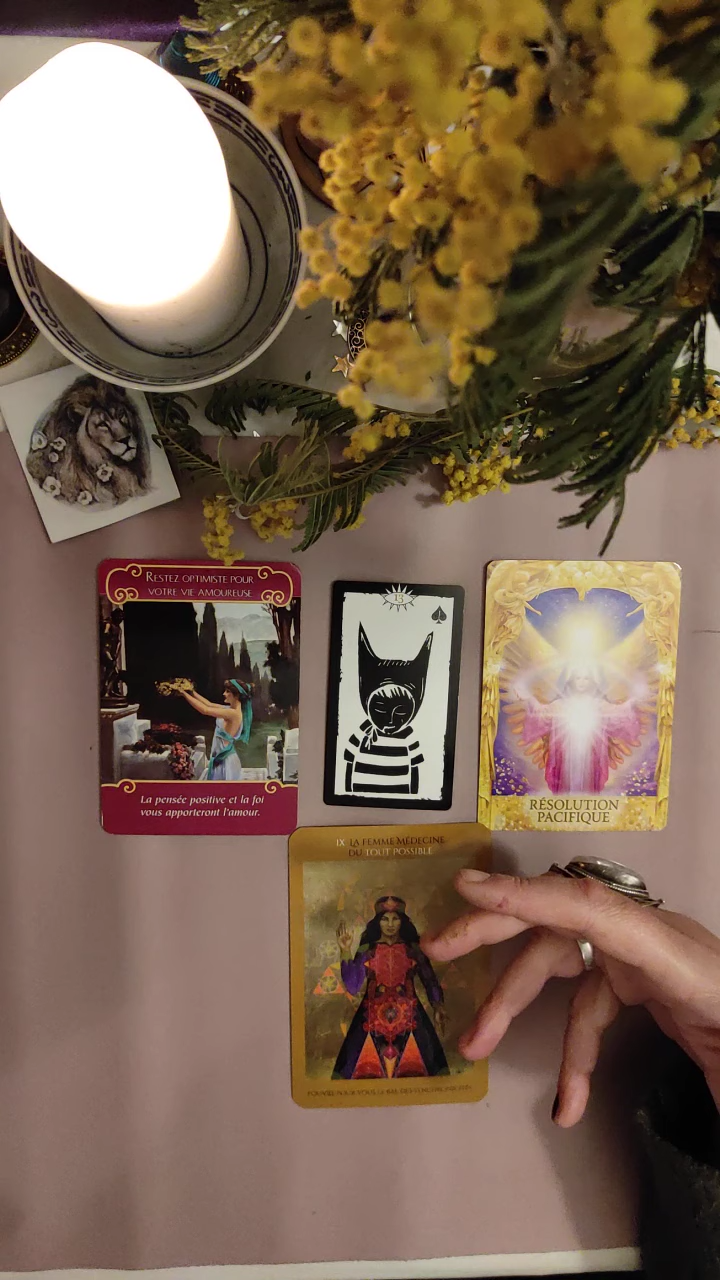 RESTEZ OPTIMISTE POUR
VOTRE VIE AMOUREUSE
La pensée positive et la foi
vous apporteront l'amour.
13
RÉSOLUTION
PACIFIQUE
IX LA FEMME MÉDECINE
DU TOUT POSSIBLE